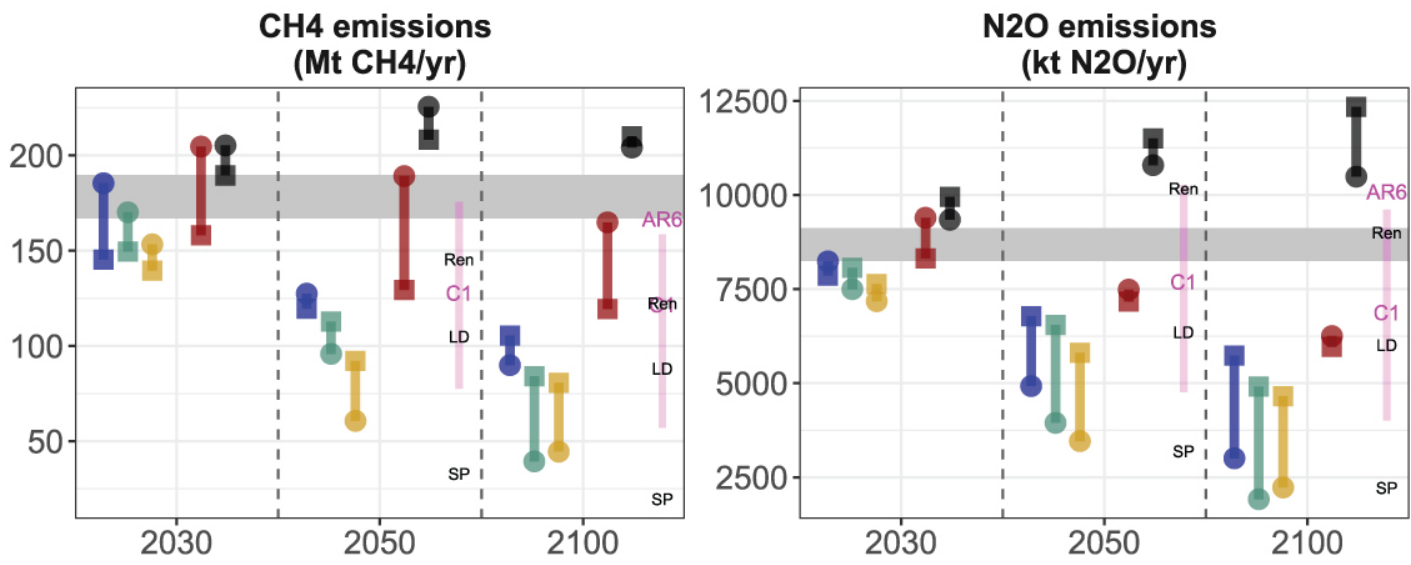 CH4 emissions
(Mt CH4/yr)
200
150
100
50
AR6
Ren
C1
LD
SP
Ren
C1
LD
SP
2030
2050
2100
N2O emissions
(kt N2O/yr)
12500
10000
7500
5000
2500
Ren
C1
LD
SP
AR6
Ren
C1
LD
SP
2030
2050
2100